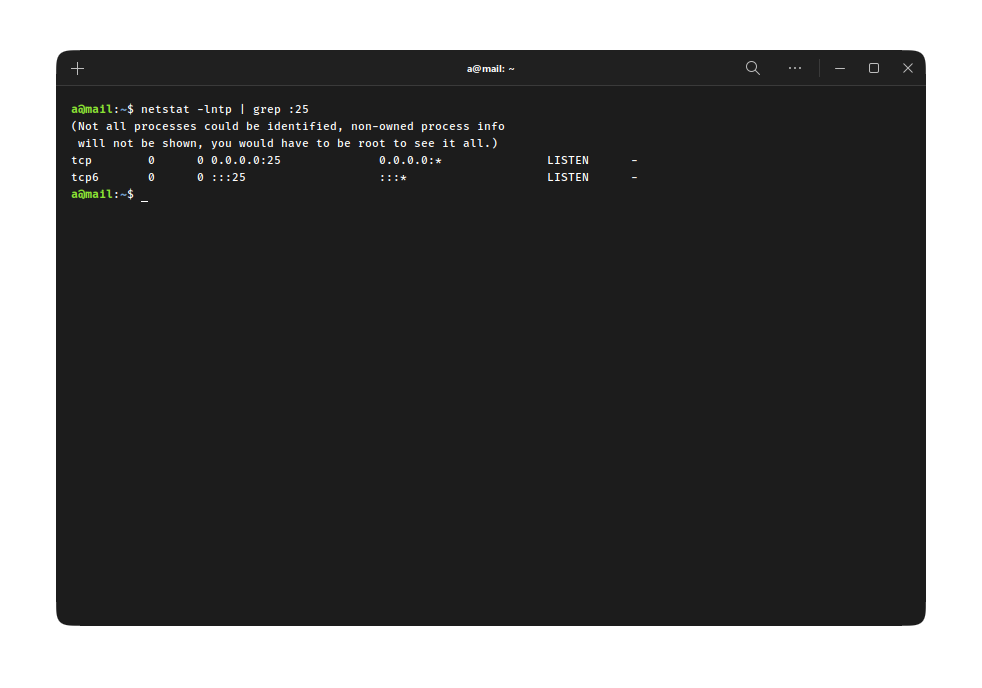 a@mail: ~
a@mail:~$ netstat -lntp | grep :25
(Not all processes could be identified, non-owned process info
 will not be shown, you would have to be root to see it all.)
tcp        0      0 0.0.0.0:25              0.0.0.0:*               LISTEN      -
tcp6       0      0 :::25                   :::*                    LISTEN      -
a@mail:~$ _